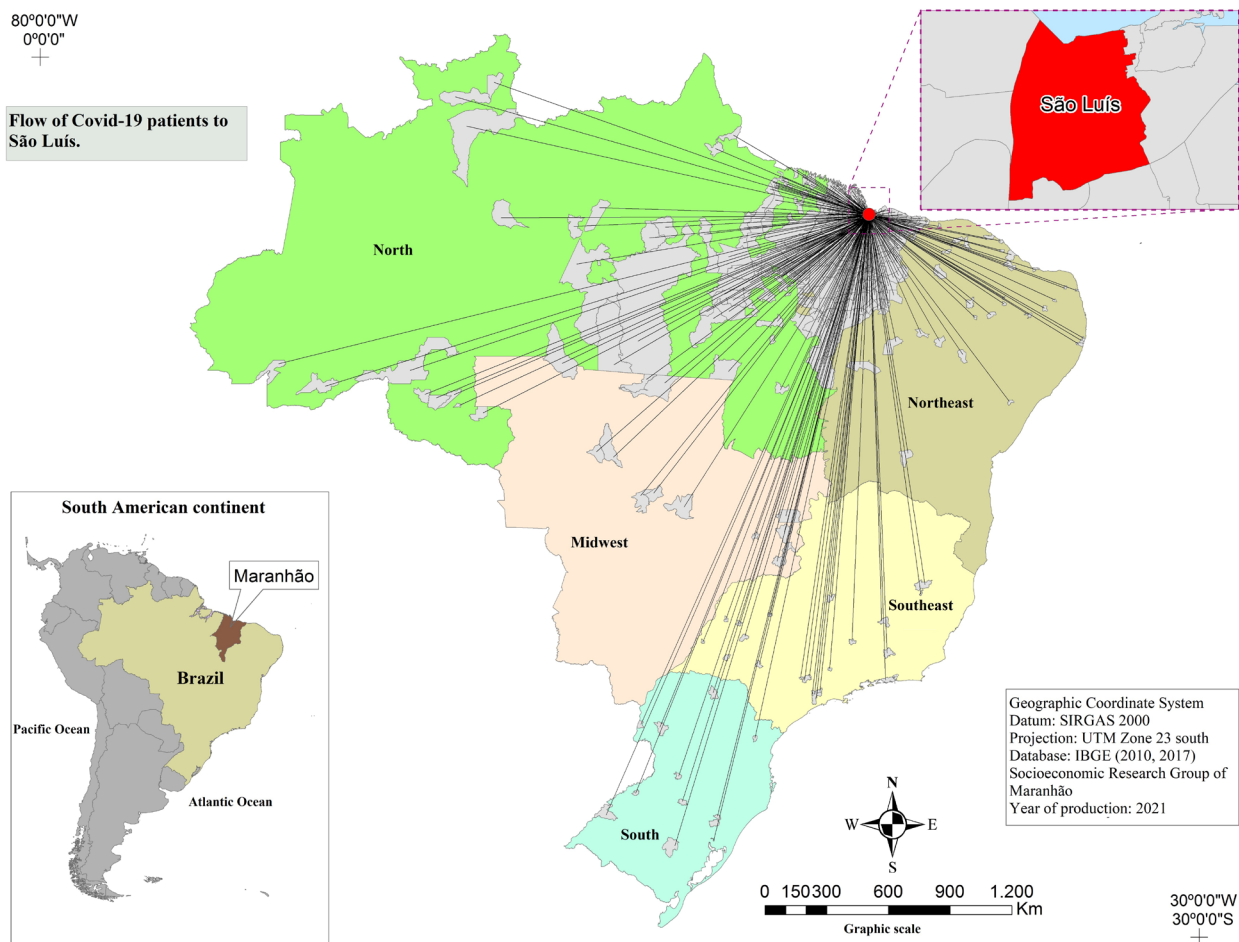 80º0'0"W
0º0'0"
Flow of Covid-19 patients to
São Luís.
São Luís
North
Northeast
Midwest
Southeast
South
South American continent
Maranhão
Brazil
Pacific Ocean
Atlantic Ocean
Geographic Coordinate System
Datum: SIRGAS 2000
Projection: UTM Zone 23 south
Database: IBGE (2010, 2017)
Socioeconomic Research Group of
Maranhão
Year of production: 2021
N
W E
S
0 150 300 600 900 1.200
Km
Graphic scale
30º0'0"W
30º0'0"S